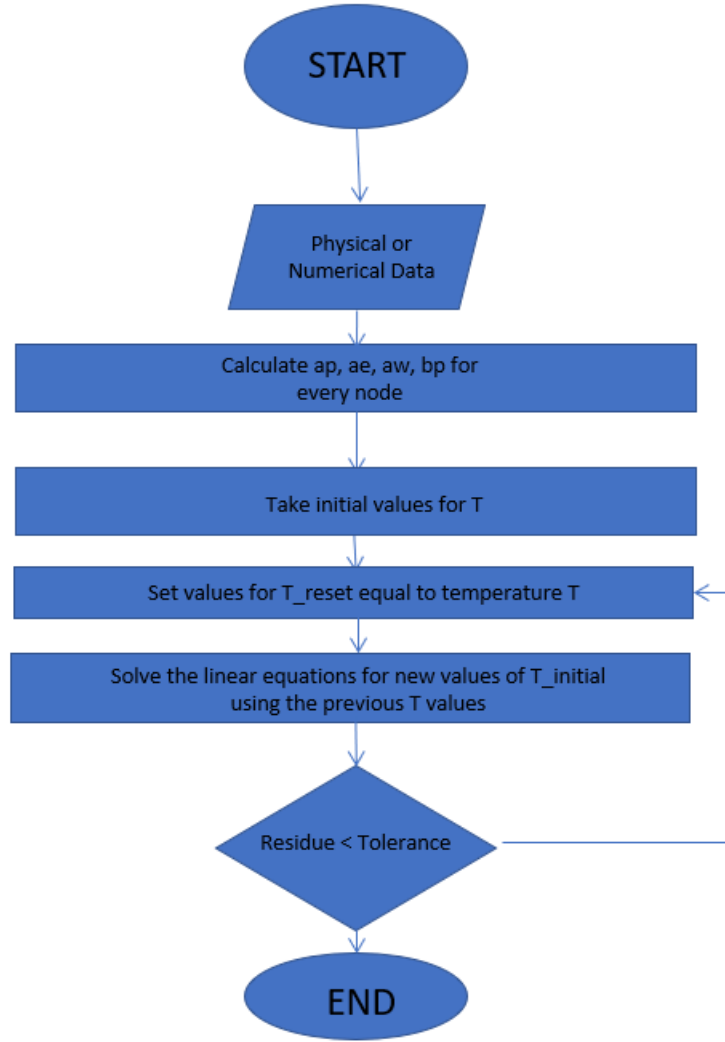 START
Physical or
Numerical Data
Calculate ap, ae, aw, bp for
every node
Take initial values for T
Set values for T_reset equal to temperature T
Solve the linear equations for new values of T_initial
using the previous T values
Residue < Tolerance
END